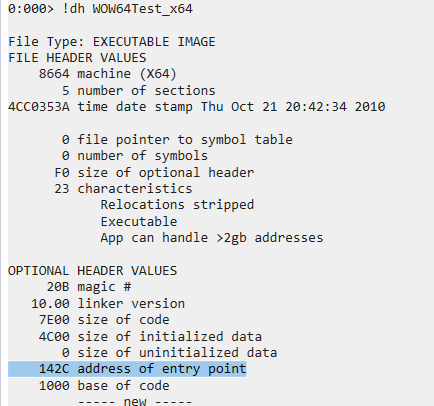 0:000> !dh WOW64Test_x64
File Type: EXECUTABLE IMAGE
FILE HEADER VALUES
8664 machine (X64)
5 number of sections
4CC0353A time date stamp Thu Oct 21 20:42:34 2010
0 file pointer to symbol table
0 number of symbols
F0 size of optional header
23 characteristics
Relocations stripped
Executable
App can handle >2gb addresses
OPTIONAL HEADER VALUES
20B magic #
10.00 linker version
7E00 size of code
4C00 size of initialized data
0 size of uninitialized data
142C address of entry point
1000 base of code
----- new -----